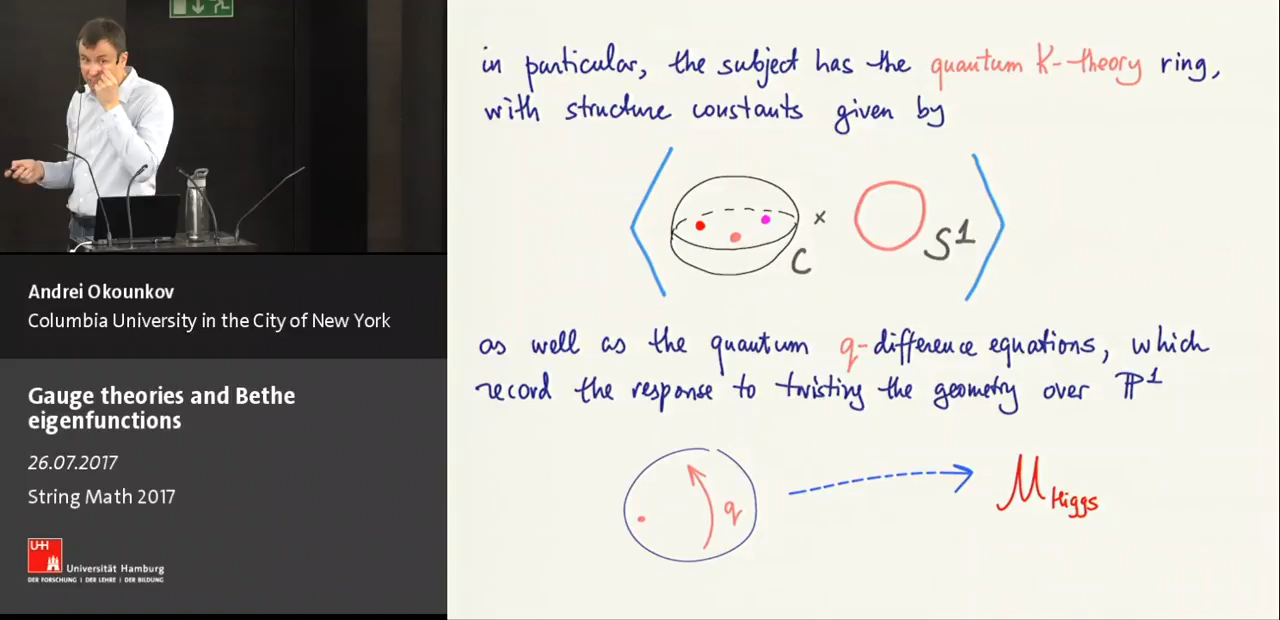 Andrei Okounkov
Columbia University in the City of New York
Gauge theories and Bethe
eigenfunctions
26.07.2017
String Math 2017
UHH
Universität Hamburg
DER FORSCHUNG | DER LEHRE | DER BILDUNG
in particular, the subject has the quantum K-theory ring,
with structure constants given by
C
×
S¹
as well as the quantum q-difference equations, which
record the response to twisting the geometry over ℙ¹
q
M Higgs